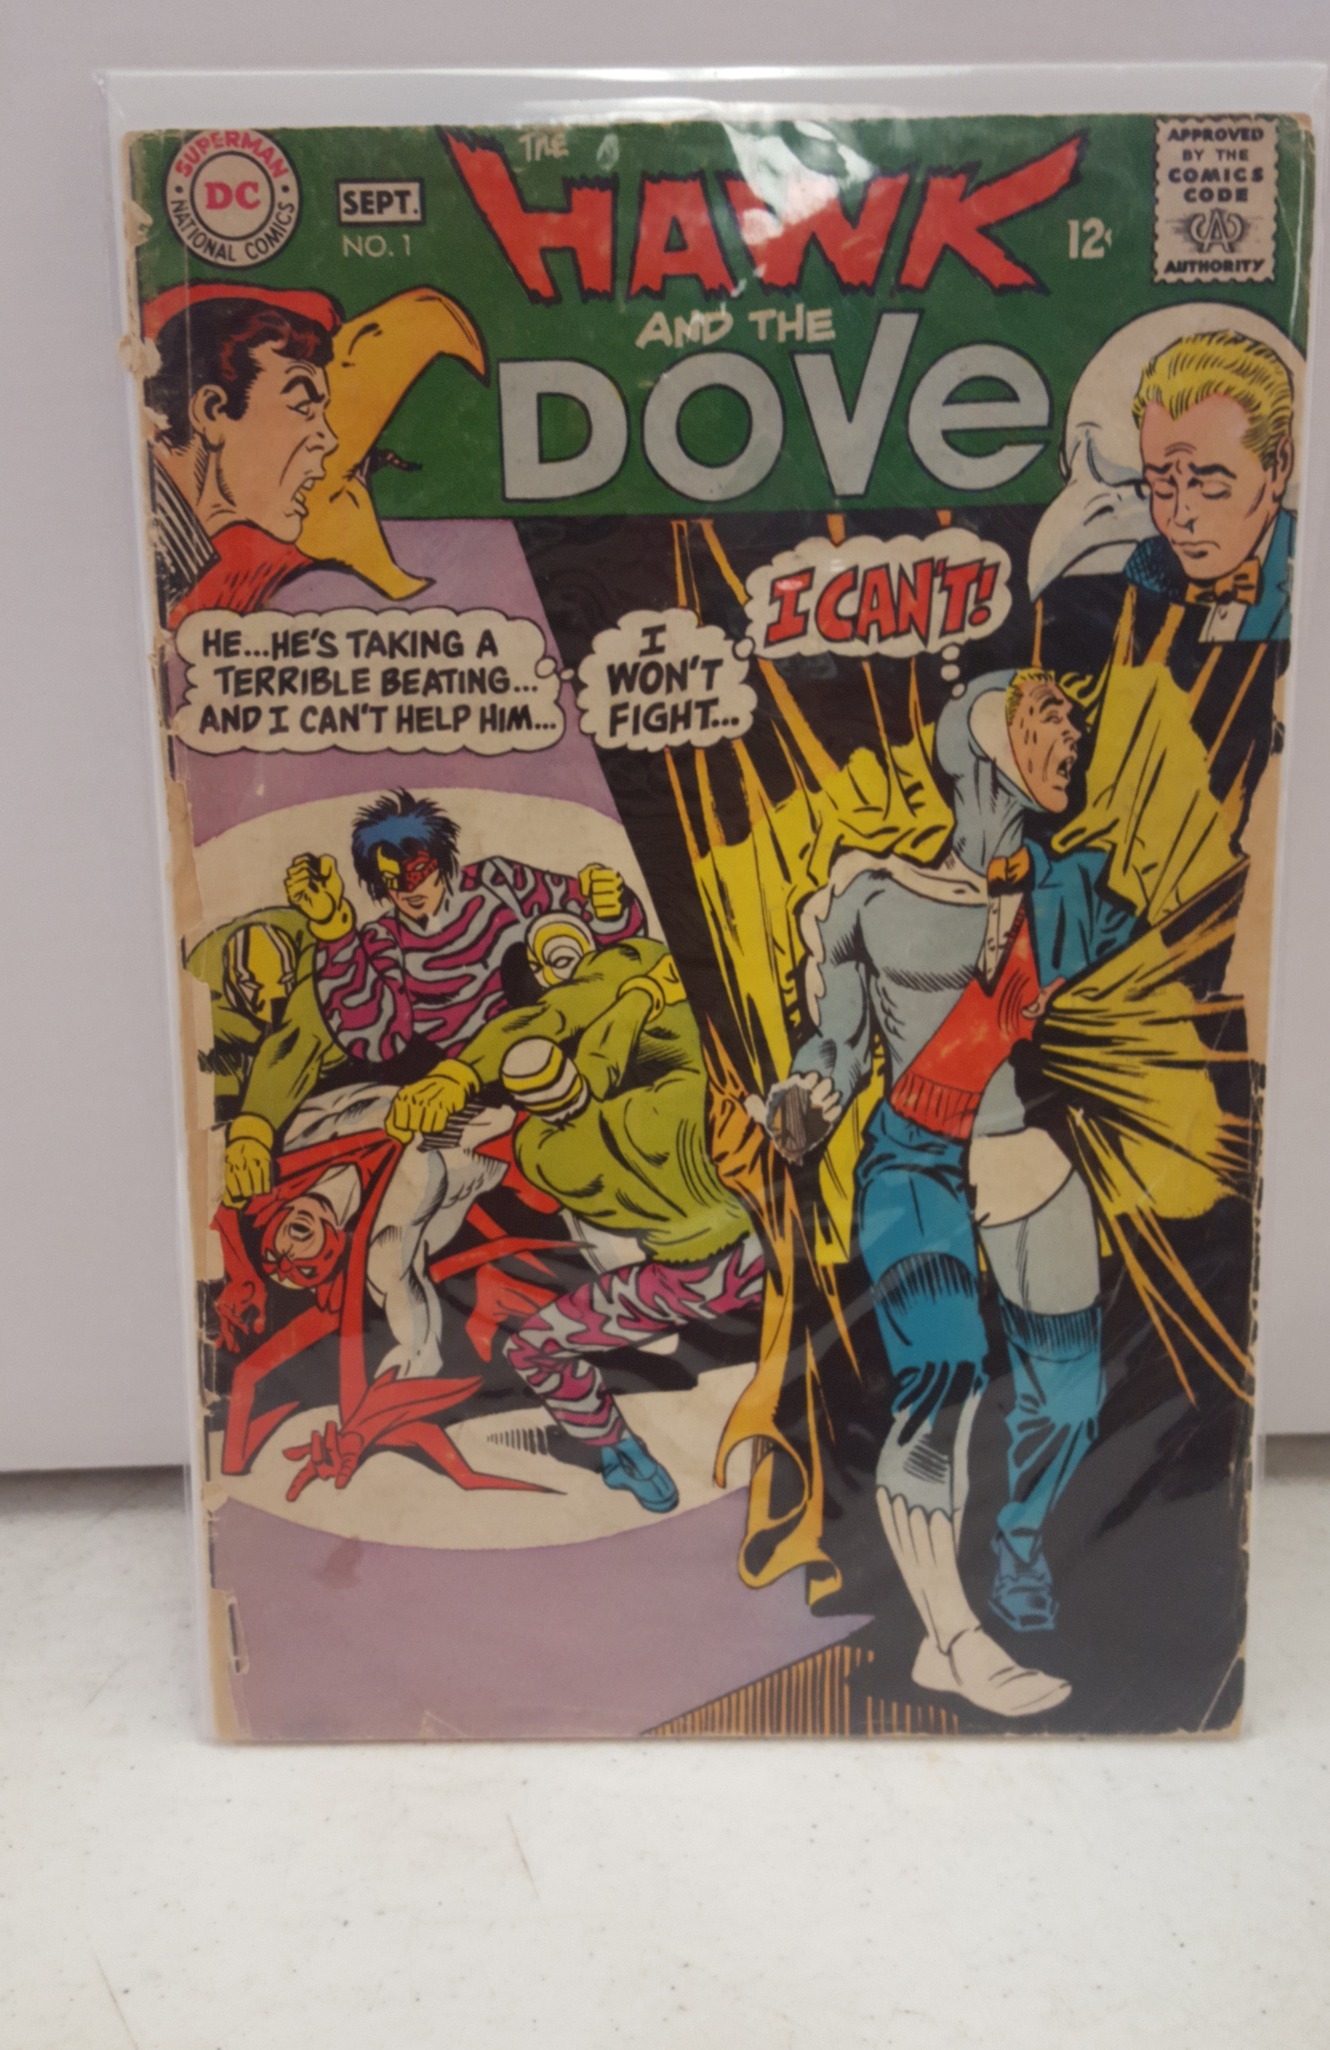 SUPERMAN
DC
NATIONAL COMICS
SEPT.
NO. 1
THE
HAWK
AND THE
DOVe
12¢
APPROVED
BY THE
COMICS
CODE
CA
AUTHORITY
HE...HE'S TAKING A
TERRIBLE BEATING...
AND I CAN'T HELP HIM...
I
WON'T
FIGHT...
I CAN'T!